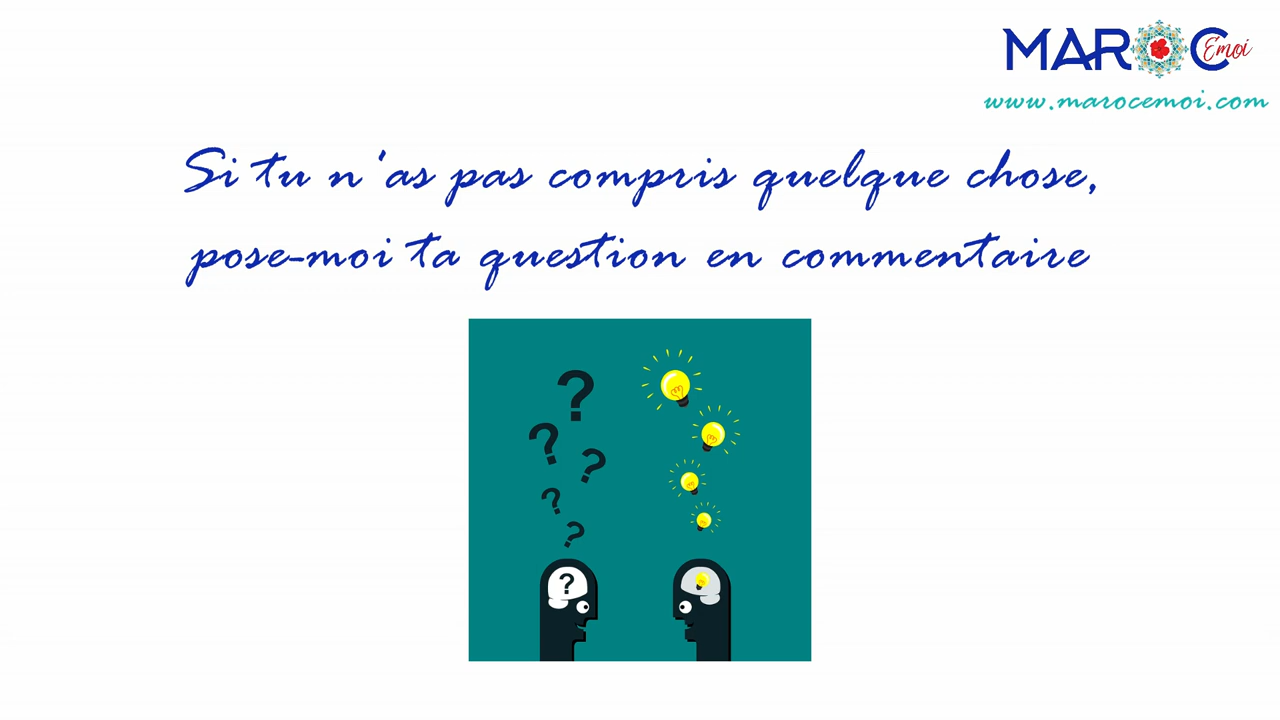 MAROC Emoi
www.marocemoi.com
Si tu n'as pas compris quelque chose,
pose-moi ta question en commentaire
? 
? 
? 
? 
? 
?